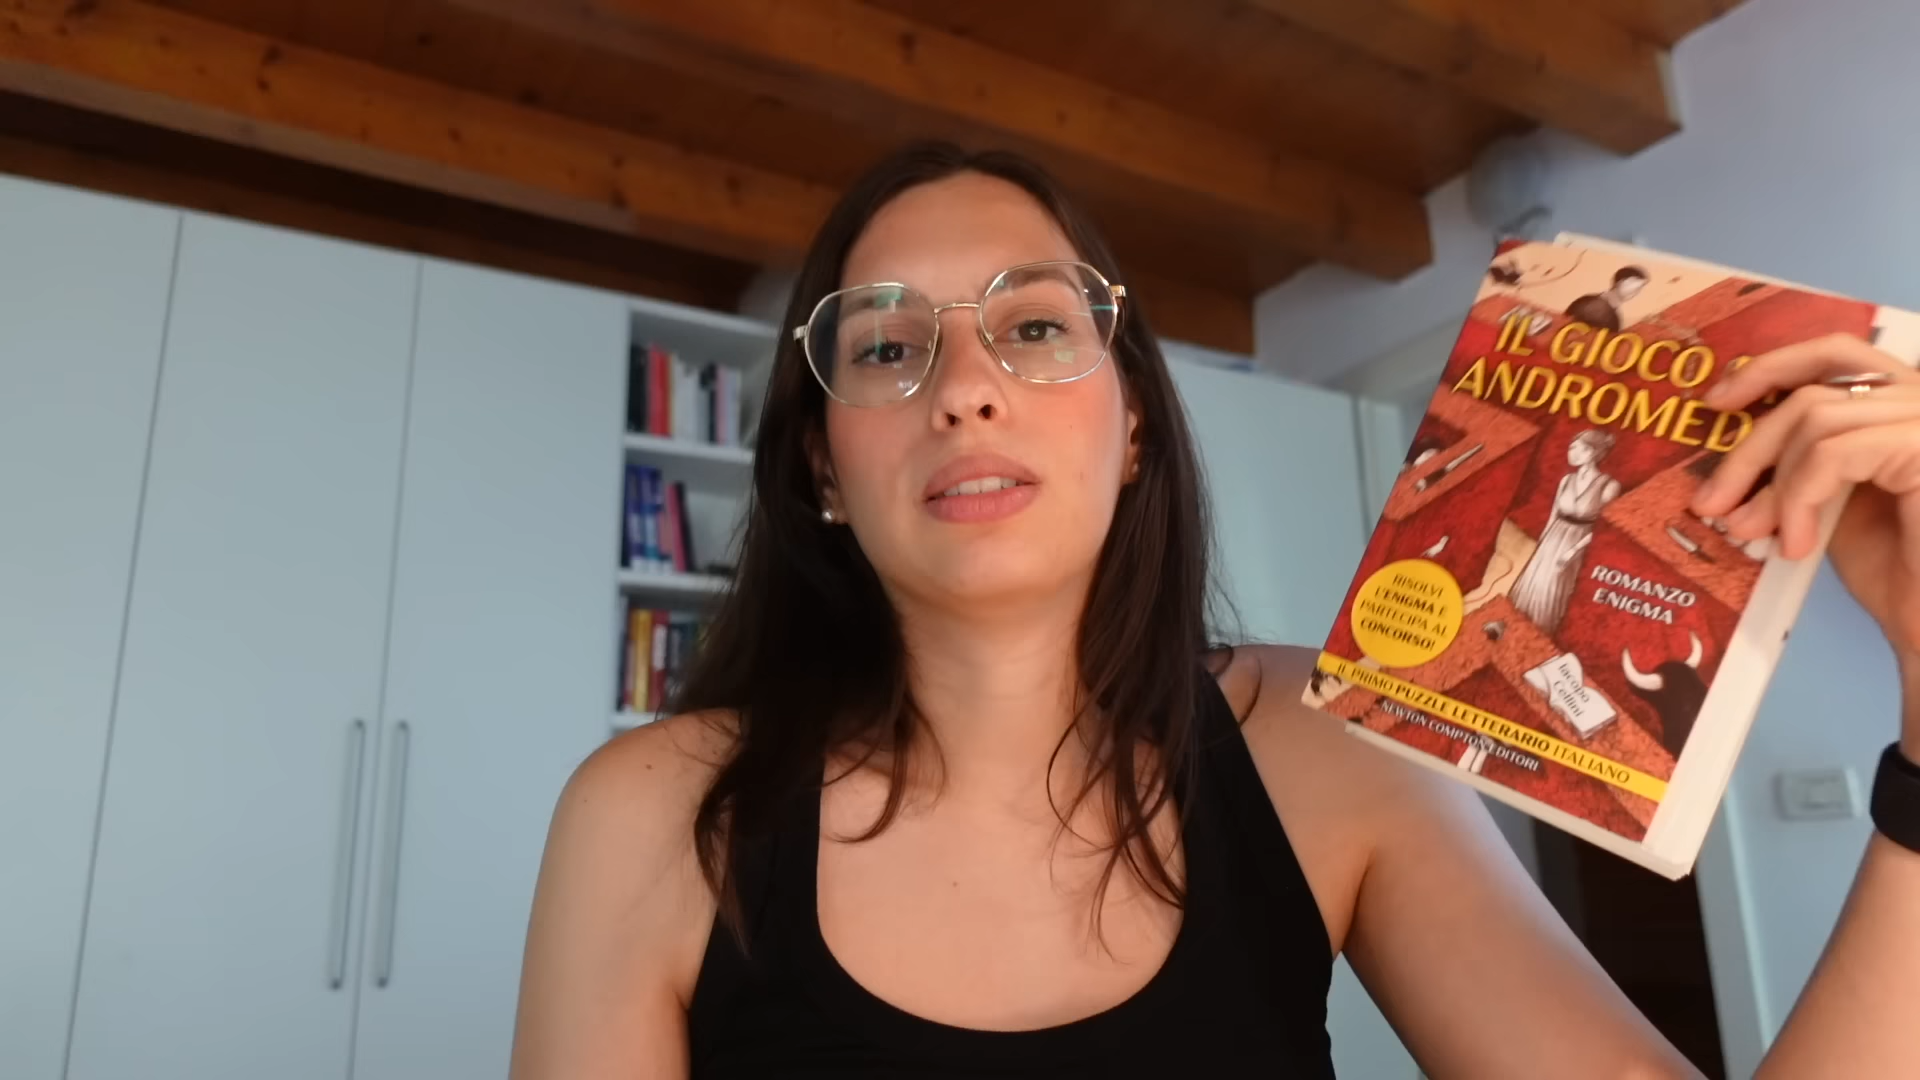 IL GIOCO
ANDROMED
ROMANZO
ENIGMA
RISOLVI
L'ENIGMA E
PARTECIPA AL
CONCORSO!
Iacopo
Cellini
IL PRIMO PUZZLE LETTERARIO ITALIANO
NEWTON COMPTON EDITORI